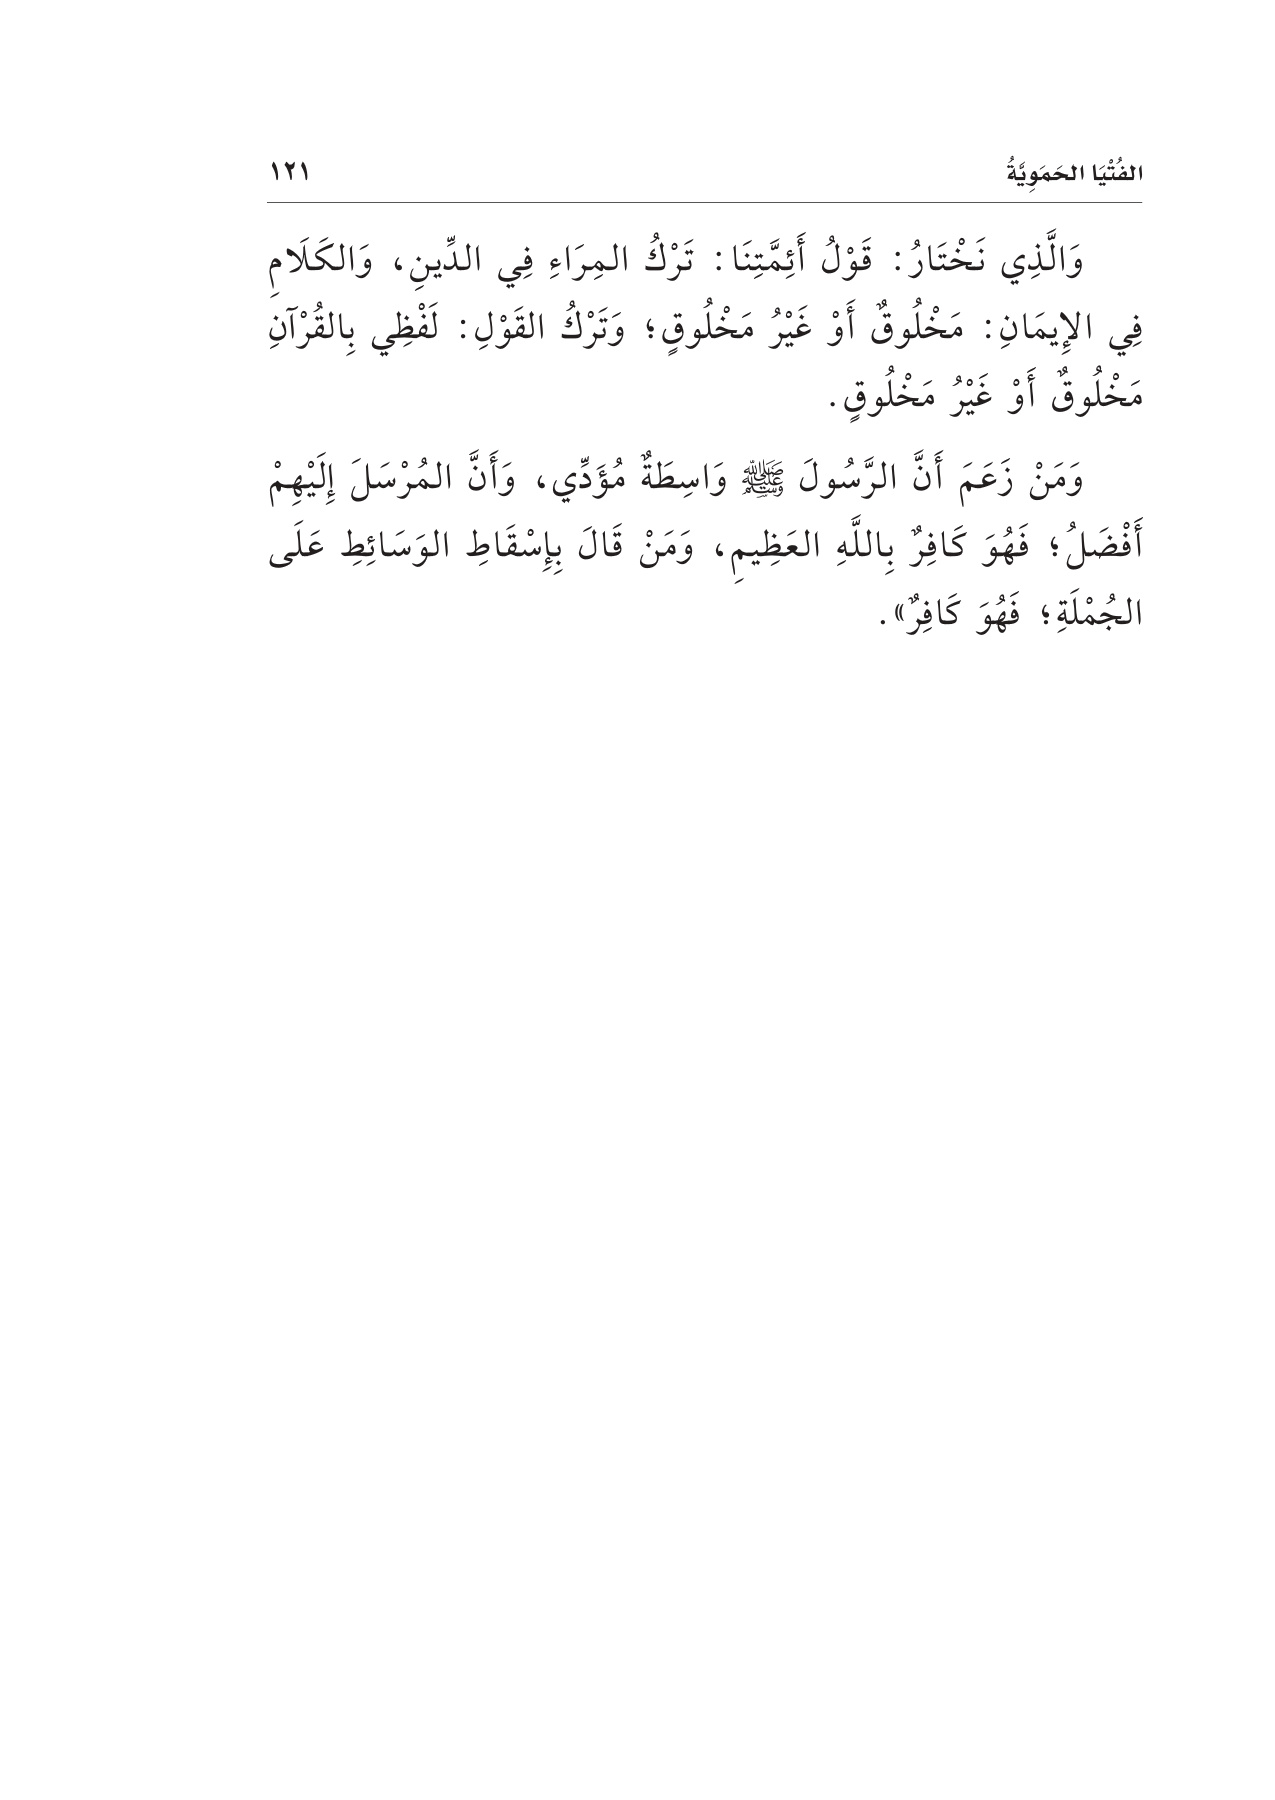 الفُتْيَا الحَمَوِيَّةُ ١٢١
وَالَّذِي نَخْتَارُ: قَوْلُ أَئِمَّتِنَا: تَرْكُ المِرَاءِ فِي الدِّينِ، وَالكَلَامِ
فِي الإِيمَانِ: مَخْلُوقٌ أَوْ غَيْرُ مَخْلُوقٍ؛ وَتَرْكُ القَوْلِ: لَفْظِي بِالقُرْآنِ
مَخْلُوقٌ أَوْ غَيْرُ مَخْلُوقٍ.
وَمَنْ زَعَمَ أَنَّ الرَّسُولَ ﷺ وَاسِطَةٌ مُؤَدِّي، وَأَنَّ المُرْسَلَ إِلَيْهِمْ
أَفْضَلُ؛ فَهُوَ كَافِرٌ بِاللَّهِ العَظِيمِ، وَمَنْ قَالَ بِإِسْقَاطِ الوَسَائِطِ عَلَى
الجُمْلَةِ؛ فَهُوَ كَافِرٌ».